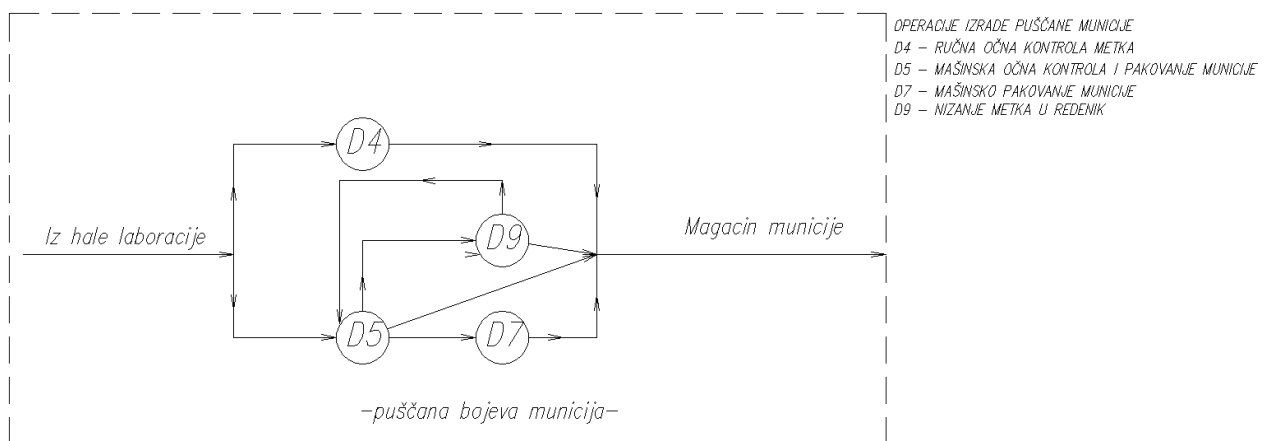 OPERACIJE IZRADE PUŠČANE MUNICIJE
D4 – RUČNA OČNA KONTROLA METKA
D5 – MAŠINSKA OČNA KONTROLA I PAKOVANJE MUNICIJE
D7 – MAŠINSKO PAKOVANJE MUNICIJE
D9 – NIZANJE METKA U REDENIK
D4
Iz hale laboracije
D9
Magacin municije
D5
D7
–puščana bojeva municija–